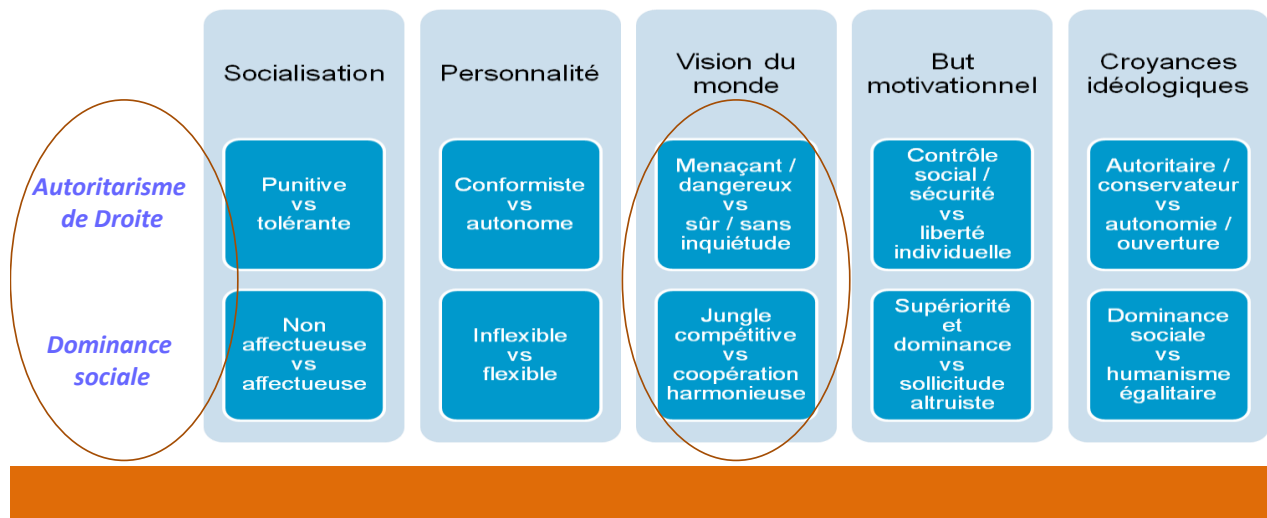 Socialisation
Personnalité
Vision du
monde
But
motivationnel
Croyances
idéologiques
Autoritarisme
de Droite
Punitive
vs
tolérante
Conformiste
vs
autonome
Menaçant /
dangereux
vs
sûr / sans
inquiétude
Contrôle
social /
sécurité
vs
liberté
individuelle
Autoritaire /
conservateur
vs
autonomie /
ouverture
Dominance
sociale
Non
affectueuse
vs
affectueuse
Inflexible
vs
flexible
Jungle
compétitive
vs
coopération
harmonieuse
Supériorité
et
dominance
vs
sollicitude
altruiste
Dominance
sociale
vs
humanisme
égalitaire